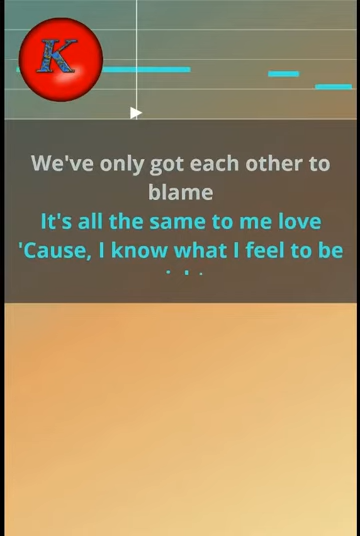 K
We've only got each other to
blame
It's all the same to me love
'Cause, I know what I feel to be